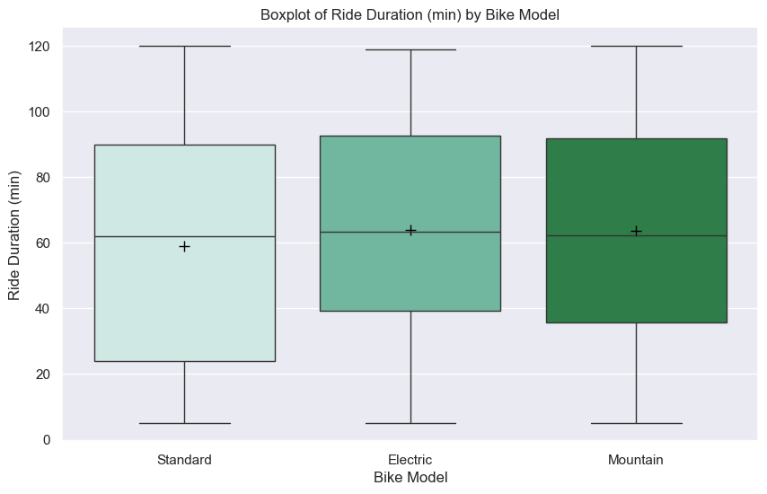 Boxplot of Ride Duration (min) by Bike Model
120
100
80
60
40
20
0
Ride Duration (min)
Standard Electric Mountain
Bike Model